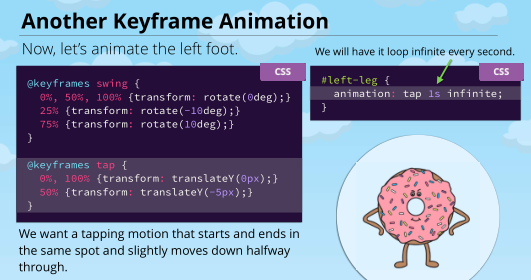 Another Keyframe Animation
Now, let's animate the left foot.
CSS
@keyframes swing {
0%, 50%, 100% {transform: rotate(0deg);}
25% {transform: rotate(-10deg);}
75% {transform: rotate(10deg);}
}
@keyframes tap {
0%, 100% {transform: translateY(0px);}
50% {transform: translateY(-5px);}
}
We want a tapping motion that starts and ends in
the same spot and slightly moves down halfway
through.
We will have it loop infinite every second.
CSS
#left-leg {
animation: tap 1s infinite;
}